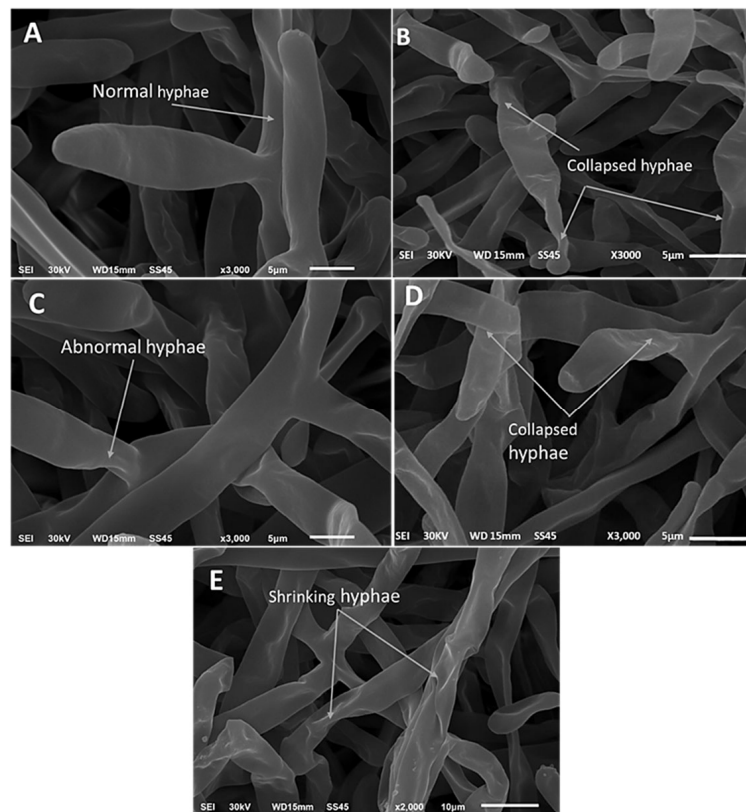 A
Normal hyphae
SEI 30kV WD15mm SS45 x3,000 5µm
B
Collapsed hyphae
SEI 30KV WD 15mm SS45 X3000 5µm
C
Abnormal hyphae
SEI 30kV WD15mm SS45 x3,000 5µm
D
Collapsed
hyphae
SEI 30KV WD 15mm SS45 X3,000 5µm
E
Shrinking hyphae
SEI 30kV WD15mm SS45 x2,000 10µm